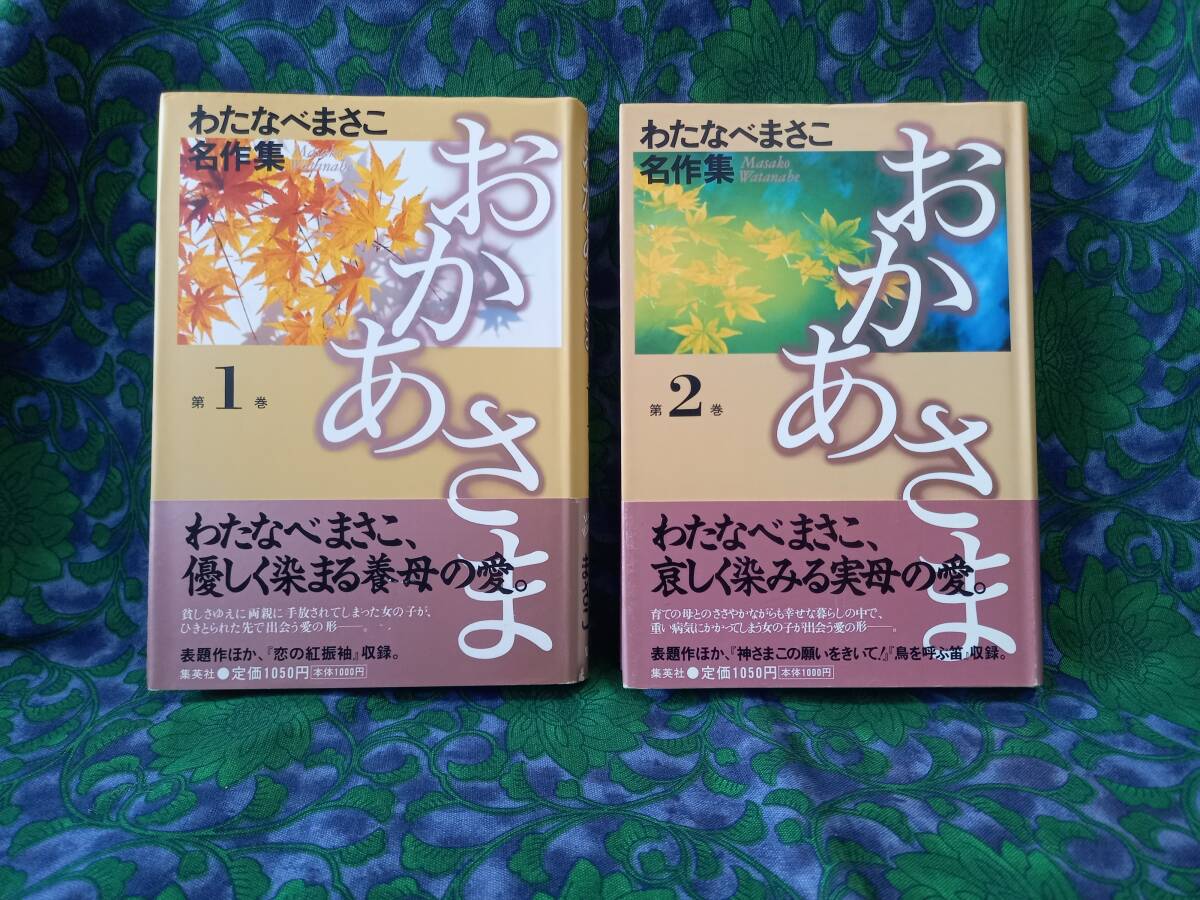 わたなべまさこ
名作集
Masako
Watanabe
おかあさま
第1巻
わたなべまさこ、
優しく染まる養母の愛。
貧しさゆえに両親に手放されてしまった女の子が、
ひきとられた先で出会う愛の形——。
表題作ほか、『恋の紅振袖』収録。
集英社●定価1050円 本体1000円
わたなべまさこ
名作集
Masako
Watanabe
おかあさま
第2巻
わたなべまさこ、
哀しく染みる実母の愛。
育ての母とのささやかながらも幸せな暮らしの中で、
重い病気にかかってしまう女の子が出会う愛の形——。
表題作ほか、『神さまこの願いをきいて!』『鳥を呼ぶ笛』収録。
集英社●定価1050円 本体1000円